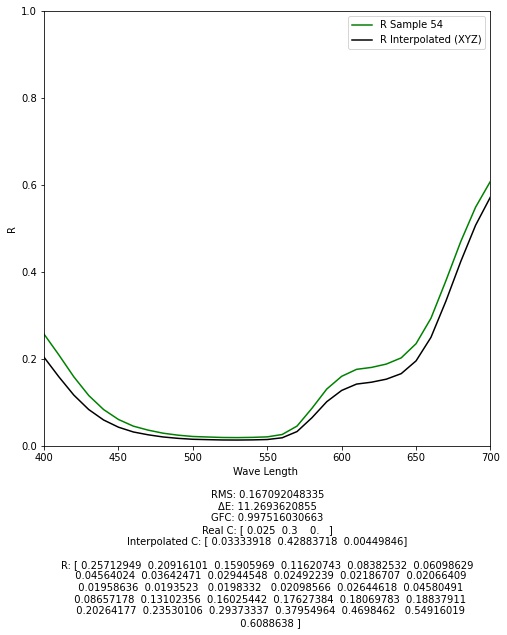 1.0
0.8
0.6
0.4
0.2
0.0
R
R Sample 54
R Interpolated (XYZ)
400 450 500 550 600 650 700
Wave Length
RMS: 0.167092048335
ΔE: 11.2693620855
GFC: 0.997516030663
Real C: [ 0.025 0.3 0. ]
Interpolated C: [ 0.03333918 0.42883718 0.00449846]
R: [ 0.25712949 0.20916101 0.15905969 0.11620743 0.08382532 0.06098629
0.04564024 0.03642471 0.02944548 0.02492239 0.02186707 0.02066409
0.01958636 0.0193523 0.0198332 0.02098566 0.02644618 0.04580491
0.08657178 0.13102356 0.16025442 0.17627384 0.18069783 0.18837911
0.20264177 0.23530106 0.29373337 0.37954964 0.4698462 0.54916019
0.6088638 ]